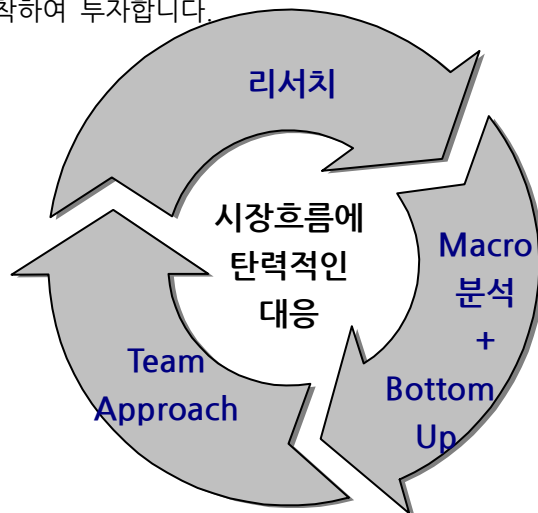 착하여 투자합니다.
리서치
시장흐름에
탄력적인
대응
Macro
분석
+
Bottom
Up
Team
Approach